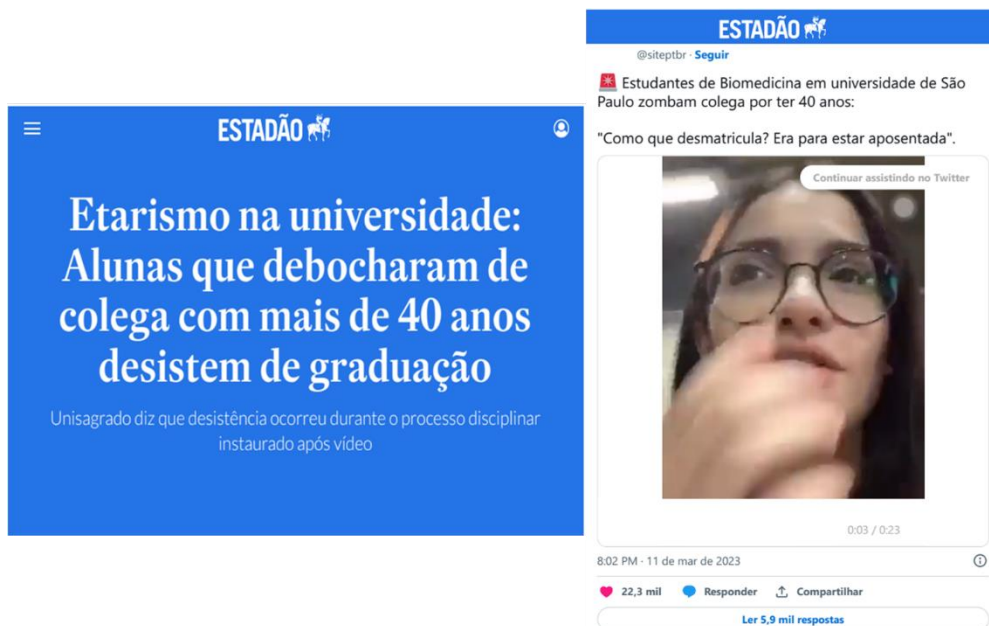 ESTADÃO
Etarismo na universidade:
Alunas que debocharam de
colega com mais de 40 anos
desistem de graduação
Unisagrado diz que desistência ocorreu durante o processo disciplinar
instaurado após vídeo
ESTADÃO
@siteptbr · Seguir
🚨 Estudantes de Biomedicina em universidade de São
Paulo zombam colega por ter 40 anos:
"Como que desmatricula? Era para estar aposentada".
Continuar assistindo no Twitter
0:03 / 0:23
8:02 PM · 11 de mar de 2023
22,3 mil Responder Compartilhar
Ler 5,9 mil respostas